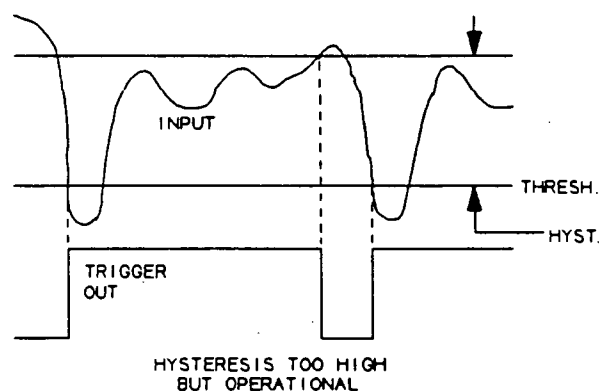 INPUT
THRESH.
HYST.
TRIGGER
OUT
HYSTERESIS TOO HIGH
BUT OPERATIONAL